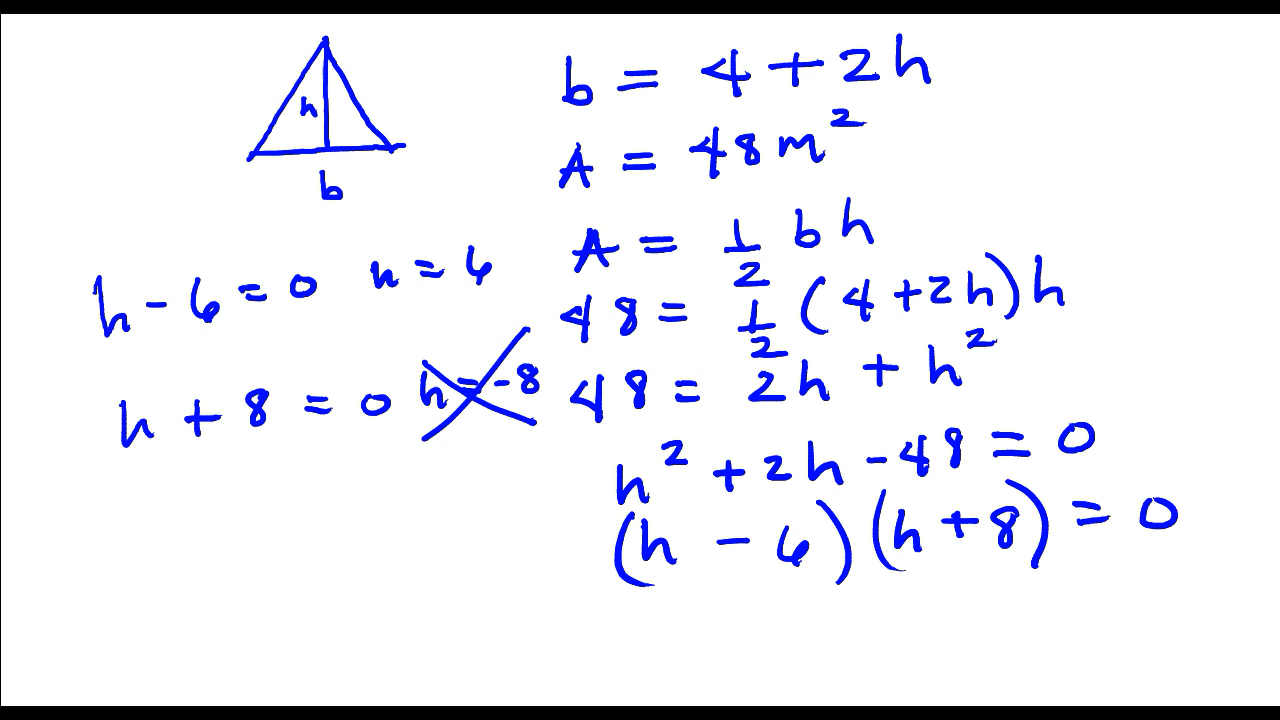 h
b
b = 4 + 2h
A = 48 m²
A = 1/2 b h
48 = 1/2 (4 + 2h) h
48 = 2h + h²
h² + 2h - 48 = 0
(h - 6)(h + 8) = 0
h - 6 = 0 h = 6
h + 8 = 0 h = -8